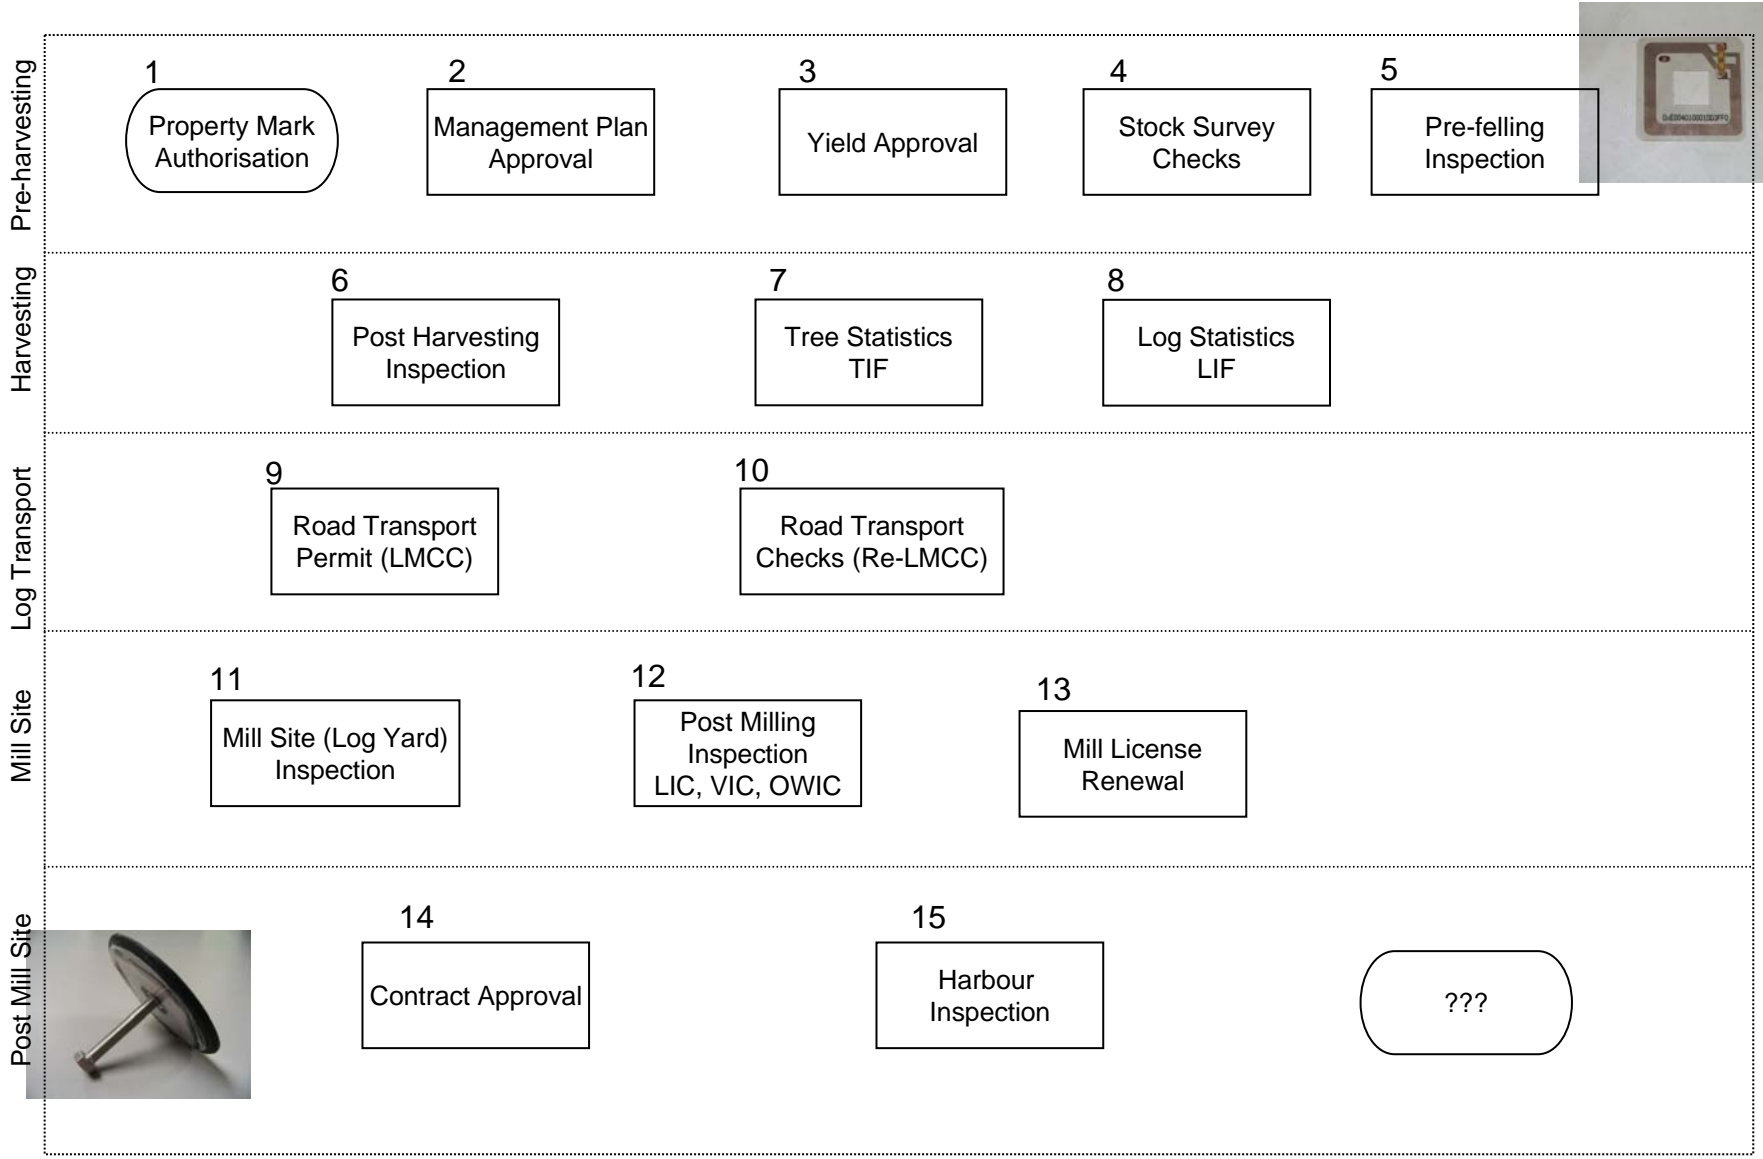 Pre-harvesting
1
Property Mark
Authorisation
2
Management Plan
Approval
3
Yield Approval
4
Stock Survey
Checks
5
Pre-felling
Inspection
Harvesting
6
Post Harvesting
Inspection
7
Tree Statistics
TIF
8
Log Statistics
LIF
Log Transport
9
Road Transport
Permit (LMCC)
10
Road Transport
Checks (Re-LMCC)
Mill Site
11
Mill Site (Log Yard)
Inspection
12
Post Milling
Inspection
LIC, VIC, OWIC
13
Mill License
Renewal
Post Mill Site
14
Contract Approval
15
Harbour
Inspection
???